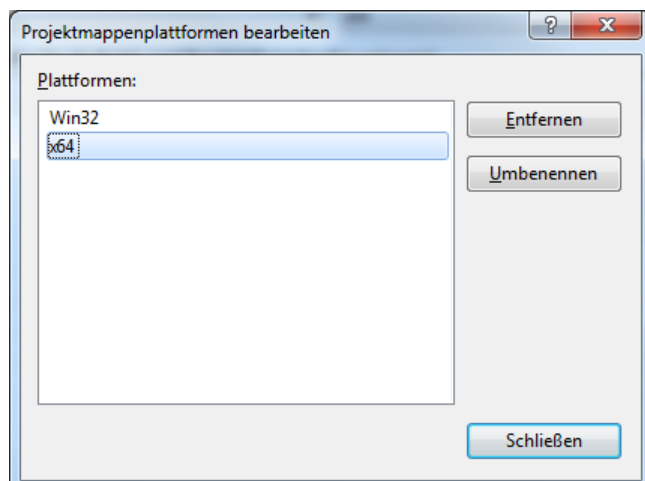 Projektmappenplattformen bearbeiten
?
Plattformen:
Win32
x64
Entfernen
Umbenennen
Schließen